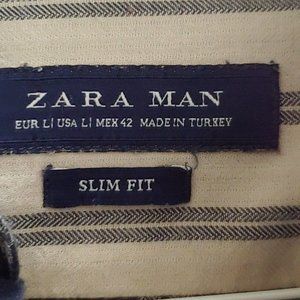 ZARA MAN
EUR L | USA L | MEX 42 MADE IN TURKEY
SLIM FIT